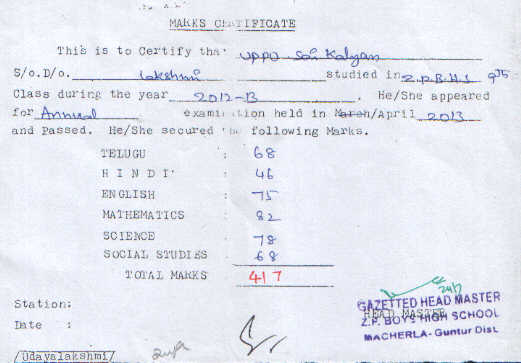 MARKS CERTIFICATE
This is to Certify that Uppu Sai Kalyan
S/o.D/o. Lakshmi studied in Z.P.B.H.S 9th
Class during the year 2012-13. He/She appeared
for Annual examination held in March/April 2013
and Passed. He/She secured the following Marks.
TELUGU : 68
HINDI : 46
ENGLISH : 75
MATHEMATICS : 82
SCIENCE : 78
SOCIAL STUDIES : 68
TOTAL MARKS 417
24/7
Station:
HEAD MASTER
GAZETTED HEAD MASTER
Z.P. BOYS HIGH SCHOOL
MACHERLA- Guntur Dist.
Date :
/Udayalakshmi/